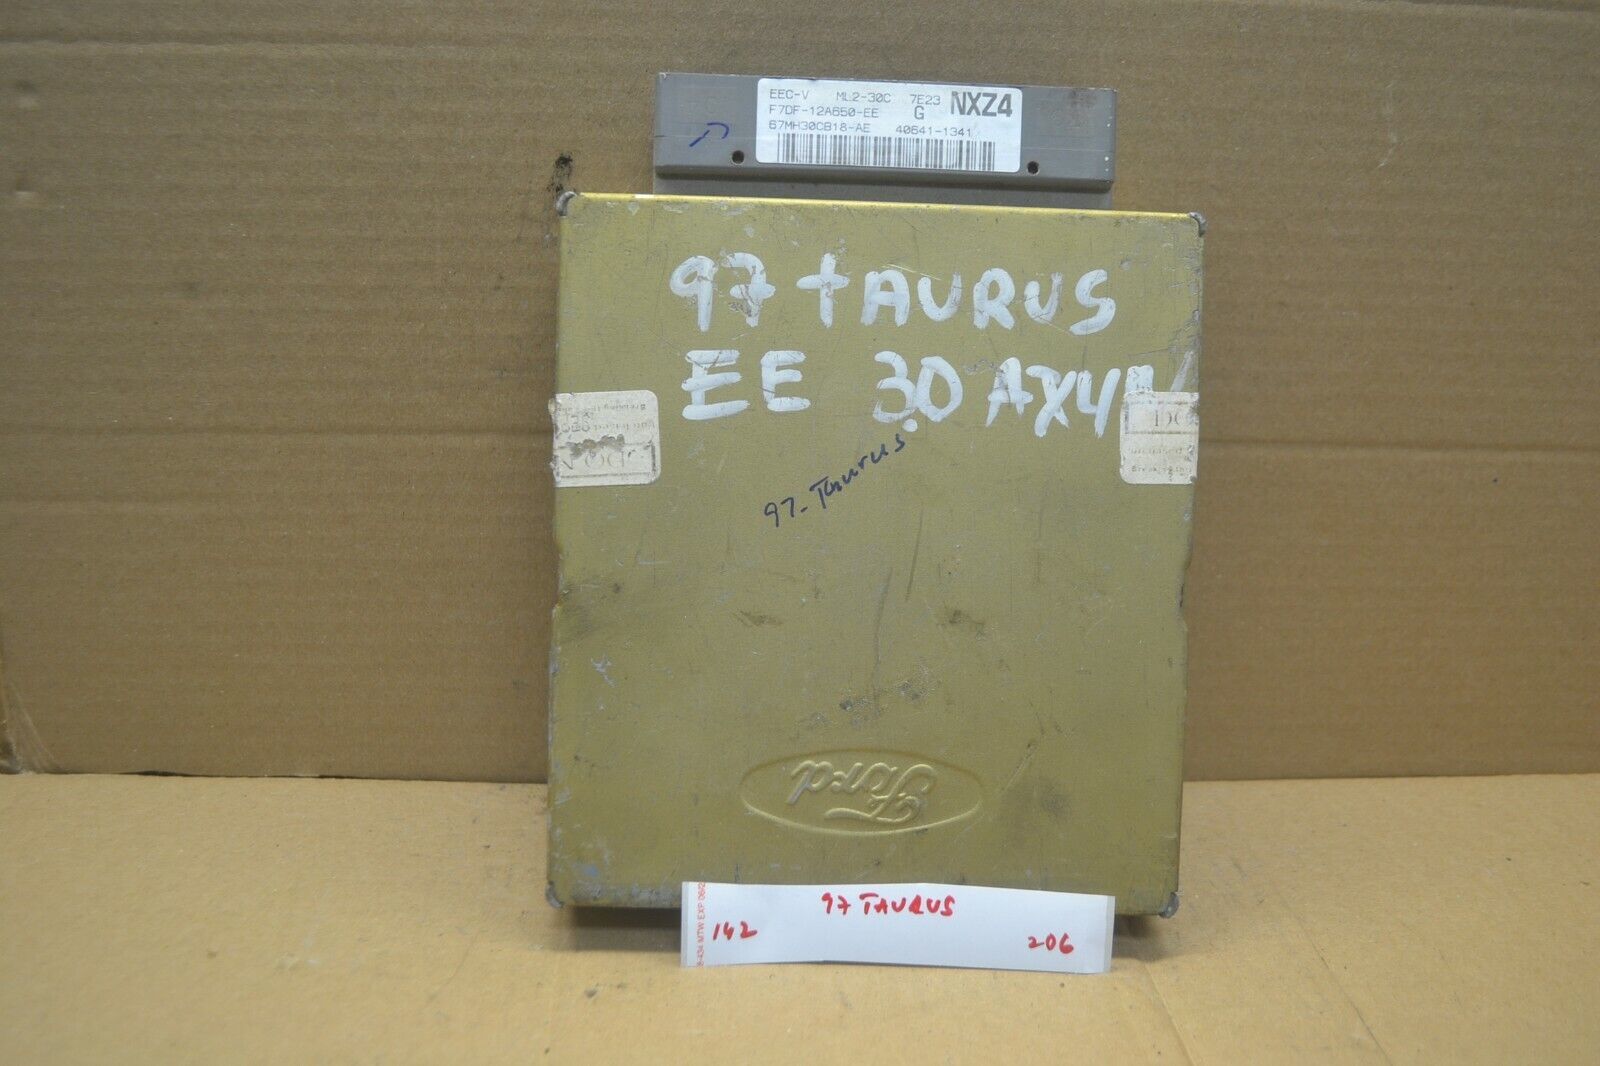 EEC-V ML2-30C 7E23 NXZ4
F7DF-12A650-EE G
67MH30CB18-AE 40641-1341
97 TAURUS
EE 3.0 AX4N
97-Taurus
Ford
97 TAURUS
142 206